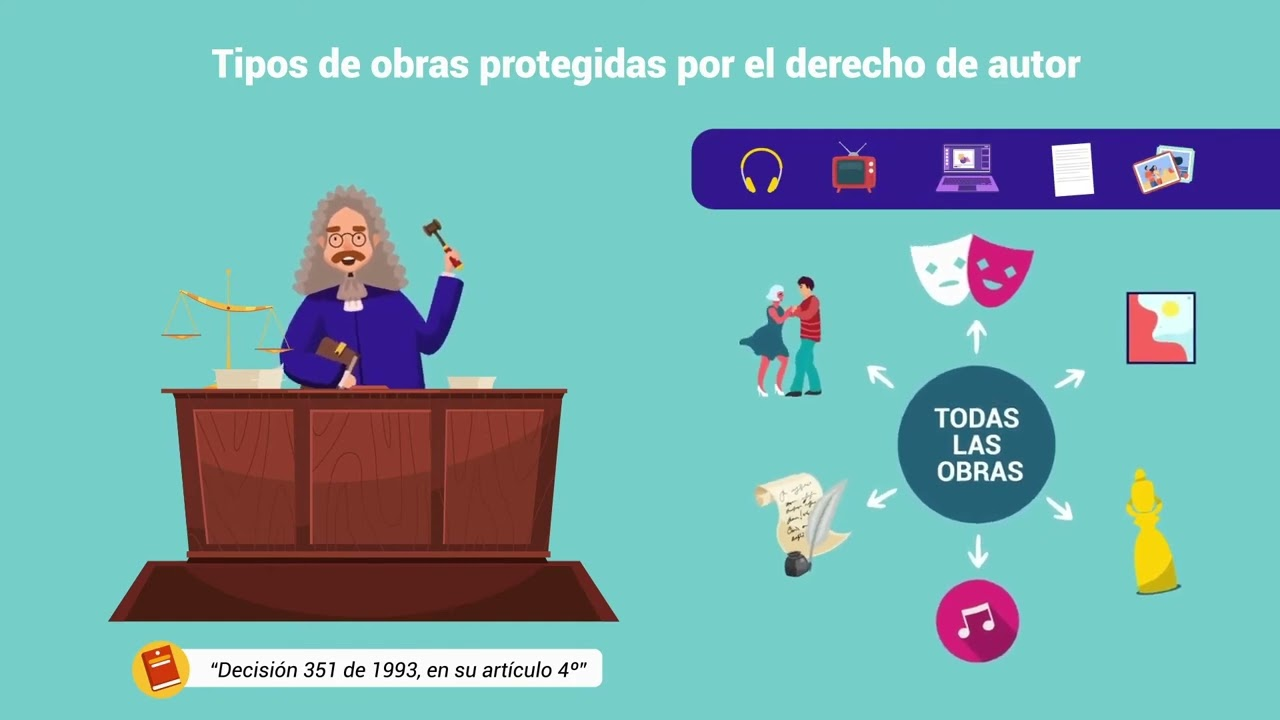 Tipos de obras protegidas por el derecho de autor
TODAS
LAS
OBRAS
“Decisión 351 de 1993, en su artículo 4º”